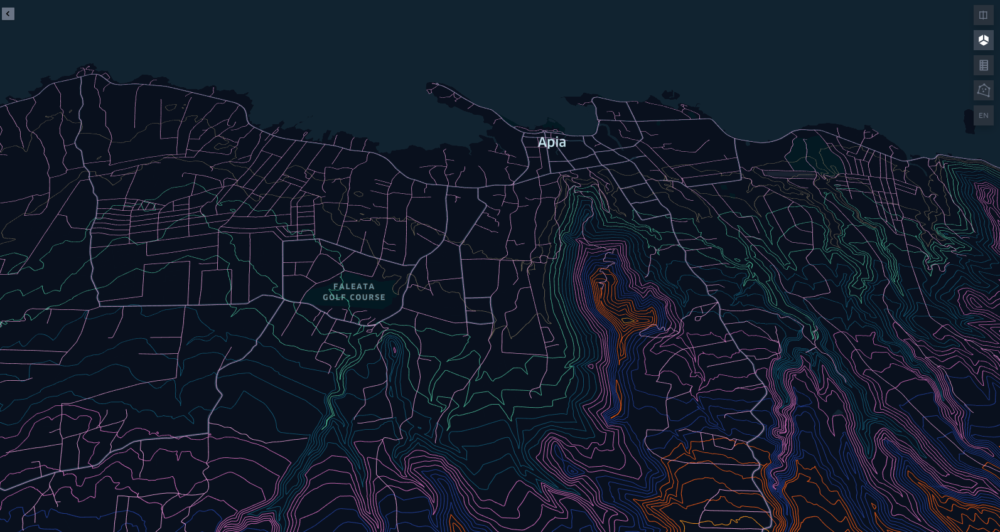 EN
Apia
FALEATA
GOLF COURSE